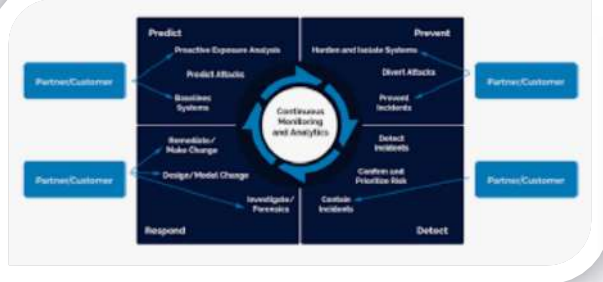 Predict
Prevent
Proactive Exposure Analysis
Harden and Isolate Systems
Partner/Customer
Predict Attacks
Divert Attacks
Partner/Customer
Baselines
Systems
Prevent
Incidents
Continuous
Monitoring
and Analytics
Remediate/
Make Change
Detect
Incidents
Partner/Customer
Design/Model Change
Confirm and
Prioritize Risk
Partner/Customer
Investigate/
Forensics
Contain
Incidents
Respond
Detect